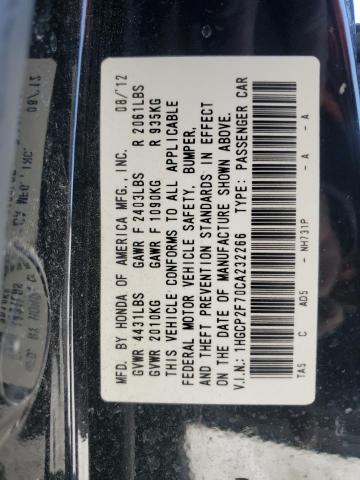 MFD. BY HONDA OF AMERICA MFG., INC. 08/'12
GVWR 4431LBS GAWR F 2403LBS R 2061LBS
GVWR 2010KG GAWR F 1090KG R 935KG
THIS VEHICLE CONFORMS TO ALL APPLICABLE
FEDERAL MOTOR VEHICLE SAFETY, BUMPER,
AND THEFT PREVENTION STANDARDS IN EFFECT
ON THE DATE OF MANUFACTURE SHOWN ABOVE.
V.I.N.: 1HGCP2F70CA232266 TYPE: PASSENGER CAR
TA5 C AD5 - NH731P - A - A